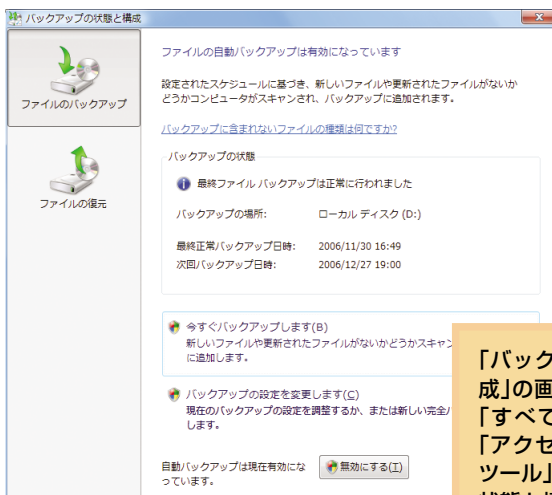 バックアップの状態と構成
ファイルのバックアップ
ファイルの復元
ファイルの自動バックアップは有効になっています
設定されたスケジュールに基づき、新しいファイルや更新されたファイルがないか
どうかコンピュータがスキャンされ、バックアップに追加されます。
バックアップに含まれないファイルの種類は何ですか?
バックアップの状態
最終ファイル バックアップは正常に行われました
バックアップの場所: ローカル ディスク (D:)
最終正常バックアップ日時: 2006/11/30 16:49
次回バックアップ日時: 2006/12/27 19:00
今すぐバックアップします(B)
新しいファイルや更新されたファイルがないかどうかスキャン
に追加します。
バックアップの設定を変更します(C)
現在のバックアップの設定を調整するか、または新しい完全バ
します。
自動バックアップは現在有効にな
っています。
無効にする(I)
「バック
成」の画
「すべて
「アクセ
ツール」